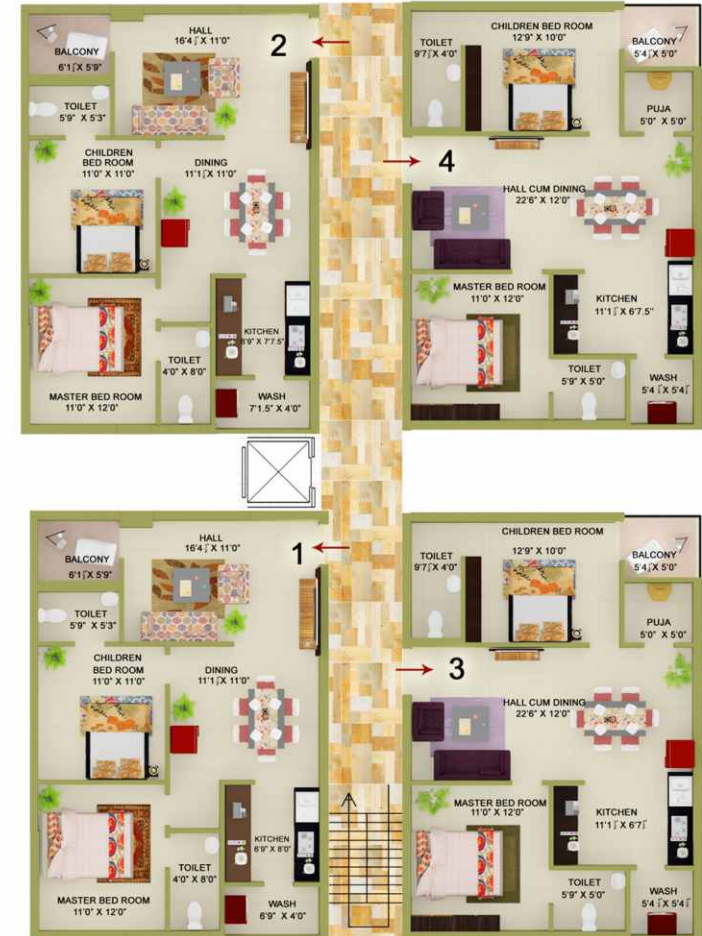 HALL
16'4⌠" X 11'0"
2
BALCONY
6'1⌠"X 5'9"
TOILET
5'9" X 5'3"
CHILDREN
BED ROOM
11'0" X 11'0"
DINING
11'1⌠"X 11'0"
KITCHEN
6'9" X 7'7.5"
TOILET
4'0" X 8'0"
MASTER BED ROOM
11'0" X 12'0"
WASH
7'1.5" X 4'0"
CHILDREN BED ROOM
12'9" X 10'0"
TOILET
9'7⌠"X 4'0"
BALCONY
5'4⌠"X 5'0"
PUJA
5'0" X 5'0"
4
HALL CUM DINING
22'6" X 12'0"
MASTER BED ROOM
11'0" X 12'0"
KITCHEN
11'1⌠" X 6'7.5"
TOILET
5'9" X 5'0"
WASH
5'4⌠"X 5'4⌠"
HALL
16'4⌠" X 11'0"
1
BALCONY
6'1⌠"X 5'9"
TOILET
5'9" X 5'3"
CHILDREN
BED ROOM
11'0" X 11'0"
DINING
11'1⌠"X 11'0"
KITCHEN
6'9" X 8'0"
TOILET
4'0" X 8'0"
MASTER BED ROOM
11'0" X 12'0"
WASH
6'9" X 4'0"
CHILDREN BED ROOM
12'9" X 10'0"
TOILET
9'7⌠"X 4'0"
BALCONY
5'4⌠"X 5'0"
PUJA
5'0" X 5'0"
3
HALL CUM DINING
22'6" X 12'0"
MASTER BED ROOM
11'0" X 12'0"
KITCHEN
11'1⌠" X 6'7⌠"
TOILET
5'9" X 5'0"
WASH
5'4⌠"X 5'4⌠"